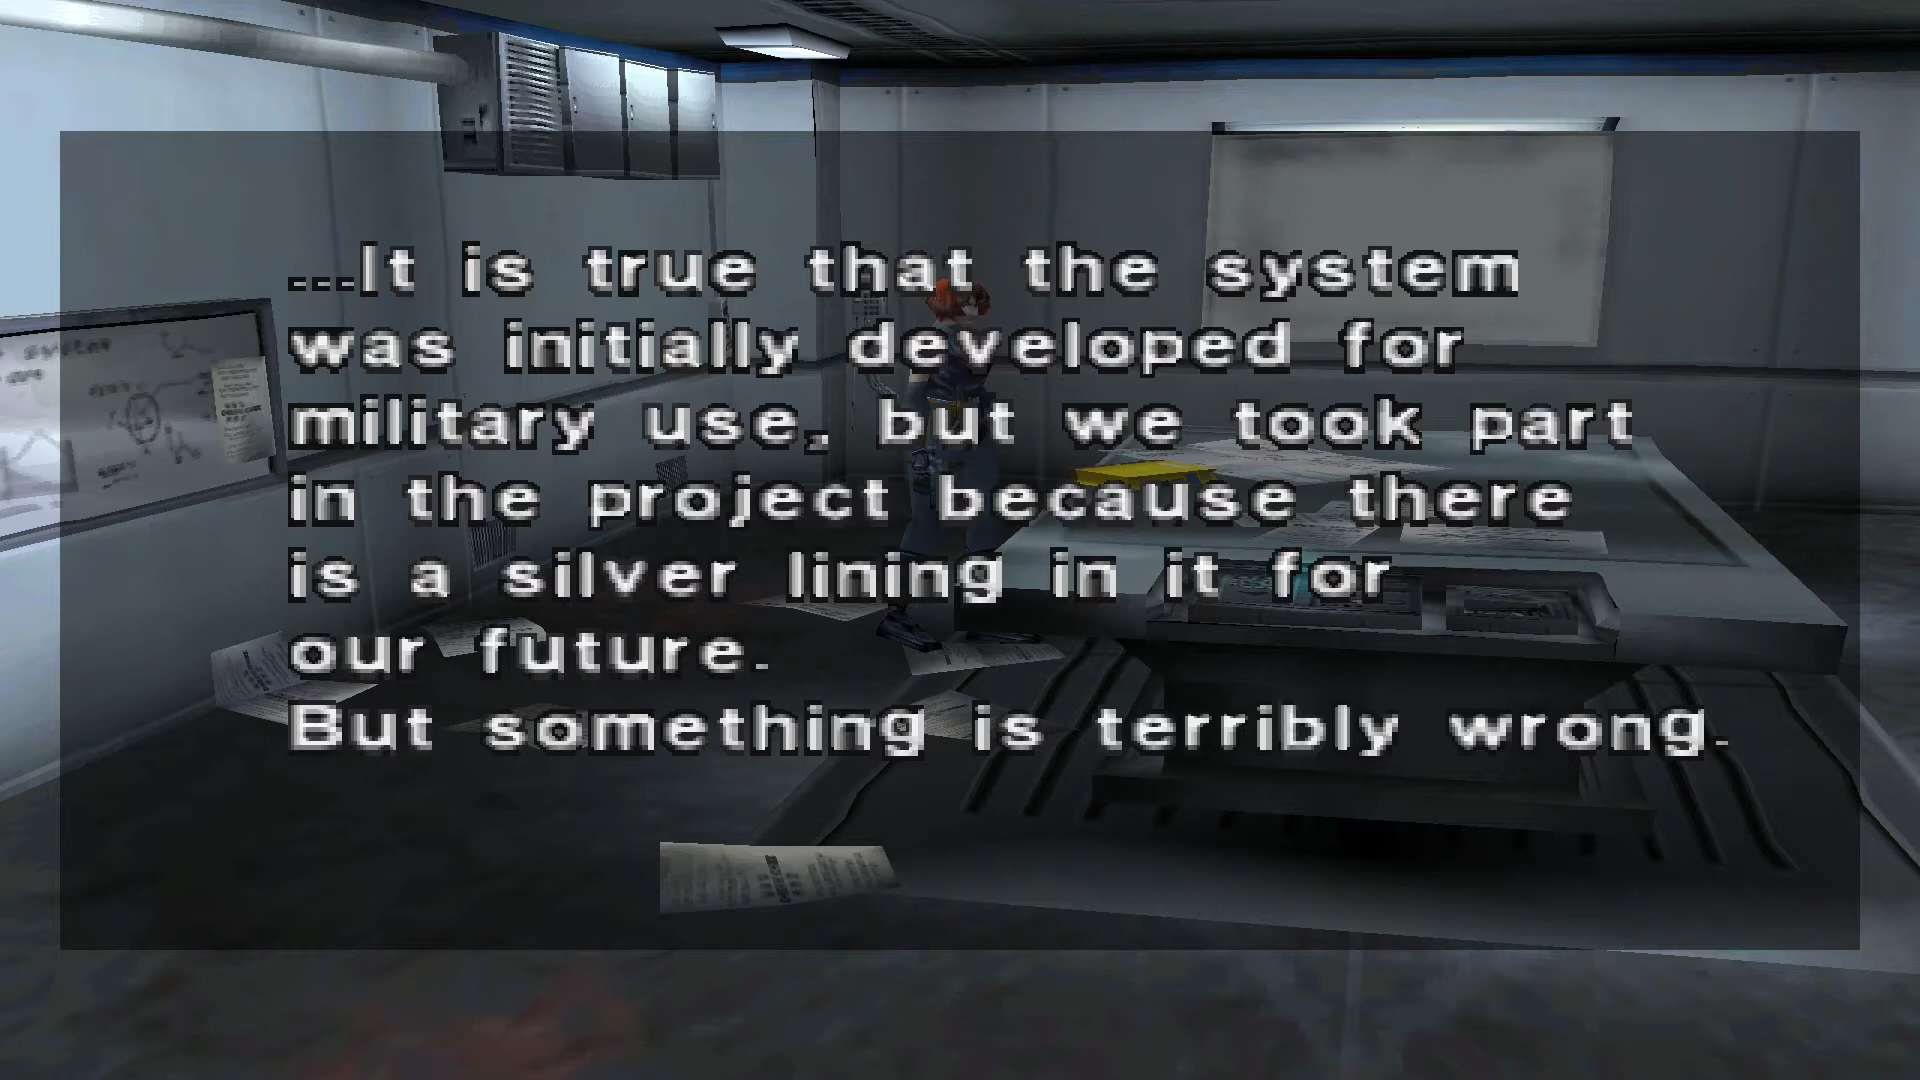 ...It is true that the system
was initially developed for
military use, but we took part
in the project because there
is a silver lining in it for
our future.
But something is terribly wrong.